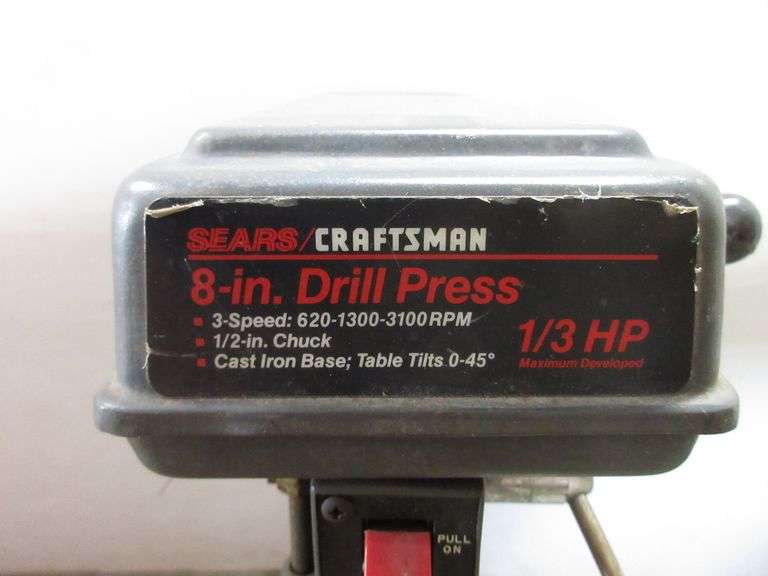 SEARS/CRAFTSMAN
8-in. Drill Press
▪ 3-Speed: 620-1300-3100 RPM
▪ 1/2-in. Chuck
▪ Cast Iron Base; Table Tilts 0-45°
1/3 HP
Maximum Developed
PULL
ON